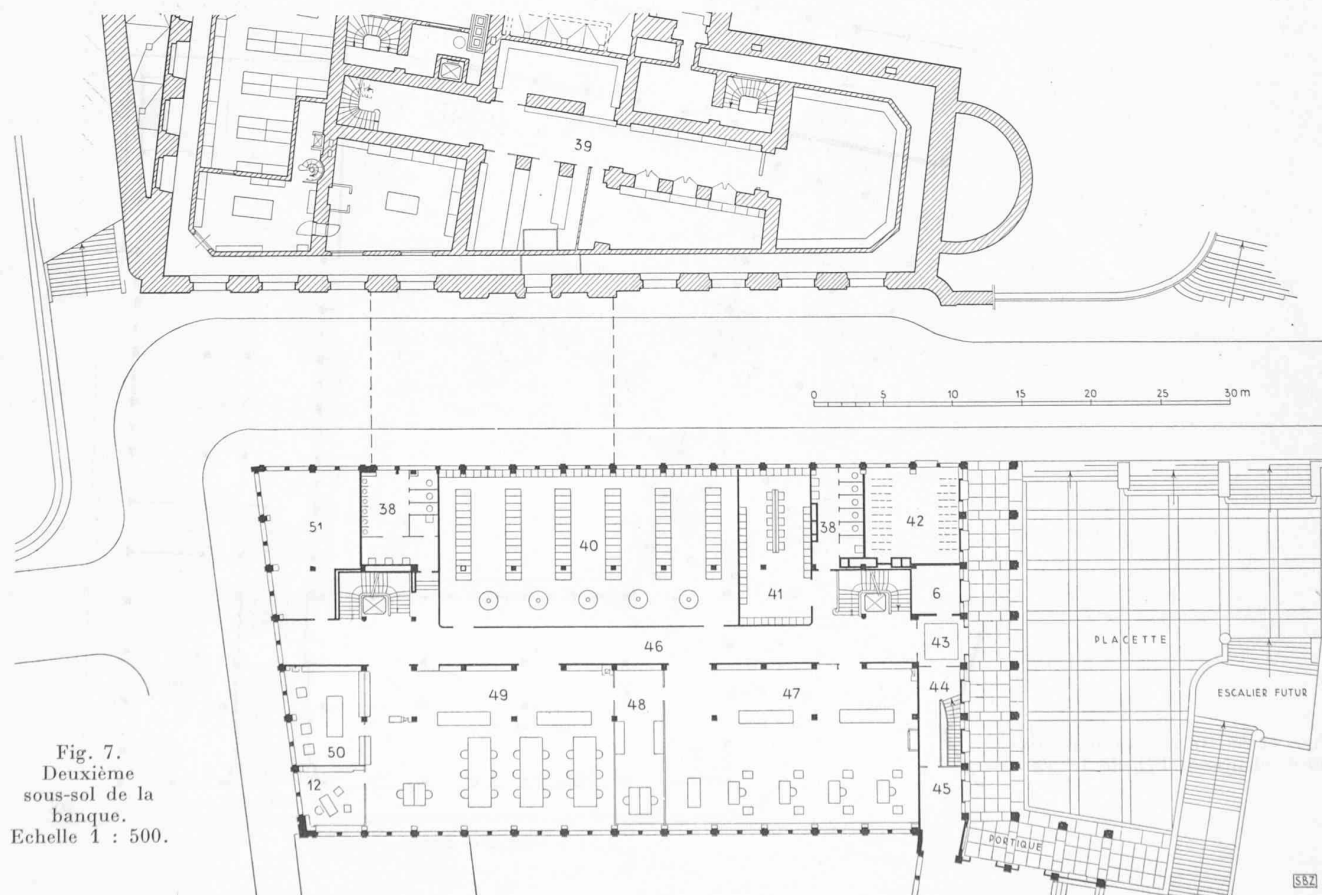 39
0 5 10 15 20 25 30 m
51
38
40
41
38
42
6
43
46
PLACETTE
44
ESCALIER FUTUR
49
48
47
50
12
45
PORTIQUE
Fig. 7.
Deuxième
sous-sol de la
banque.
Echelle 1 : 500.
SBZ